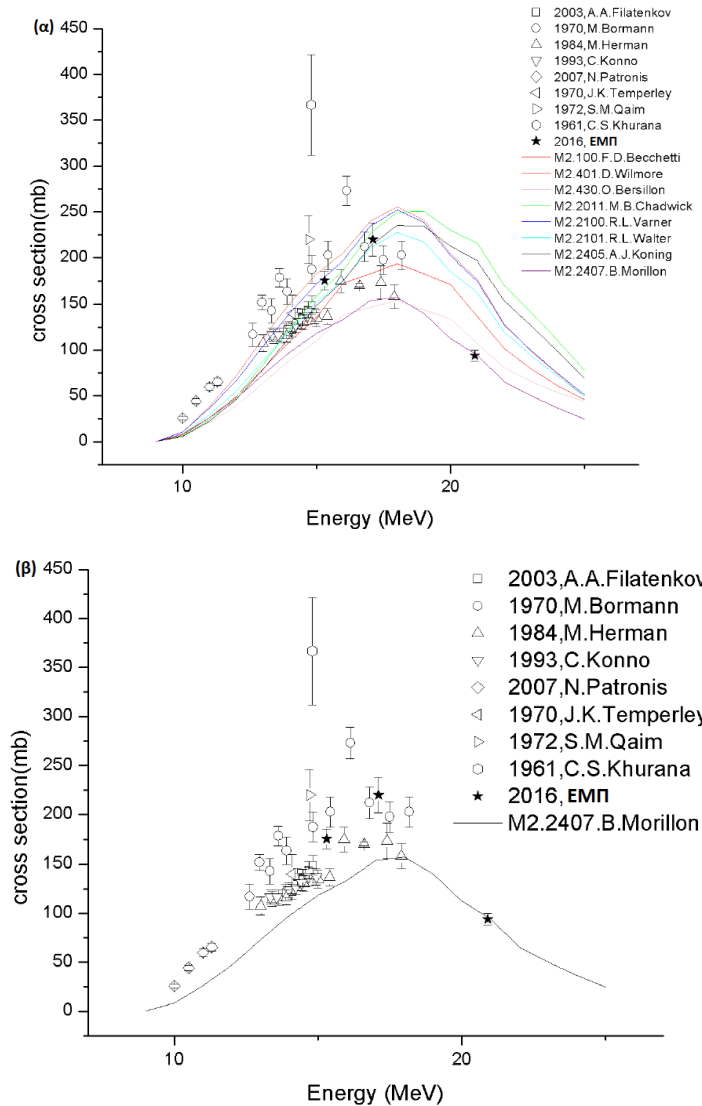 (α)
450
400
350
300
250
200
150
100
50
0
cross section(mb)
10
20
Energy (MeV)
2003,A.A.Filatenkov
1970,M.Bormann
1984,M.Herman
1993,C.Konno
2007,N.Patronis
1970,J.K.Temperley
1972,S.M.Qaim
1961,C.S.Khurana
2016, ΕΜΠ
M2.100.F.D.Becchetti
M2.401.D.Wilmore
M2.430.O.Bersillon
M2.2011.M.B.Chadwick
M2.2100.R.L.Varner
M2.2101.R.L.Walter
M2.2405.A.J.Koning
M2.2407.B.Morillon
(β)
450
400
350
300
250
200
150
100
50
0
cross section(mb)
10
20
Energy (MeV)
2003,A.A.Filatenkov
1970,M.Bormann
1984,M.Herman
1993,C.Konno
2007,N.Patronis
1970,J.K.Temperley
1972,S.M.Qaim
1961,C.S.Khurana
2016, ΕΜΠ
M2.2407.B.Morillon